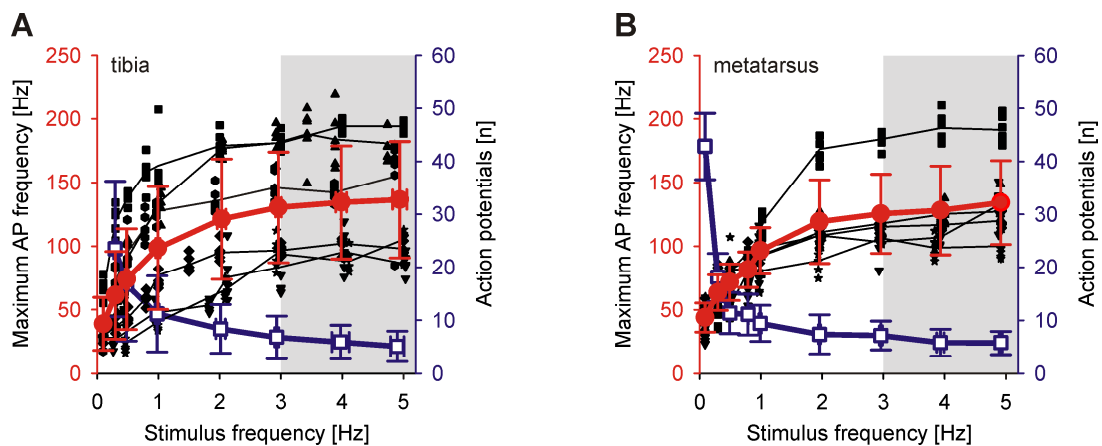 A
B
tibia
metatarsus
Maximum AP frequency [Hz]
250
200
150
100
50
0
Action potentials [n]
60
50
40
30
20
10
0
0 1 2 3 4 5
Stimulus frequency [Hz]
Maximum AP frequency [Hz]
250
200
150
100
50
0
Action potentials [n]
60
50
40
30
20
10
0
0 1 2 3 4 5
Stimulus frequency [Hz]